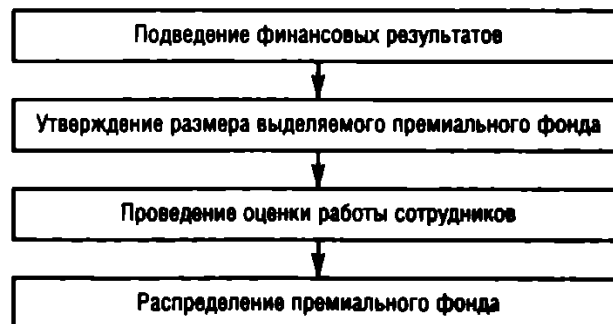 Подведение финансовых результатов
Утверждение размера выделяемого премиального фонда
Проведение оценки работы сотрудников
Распределение премиального фонда